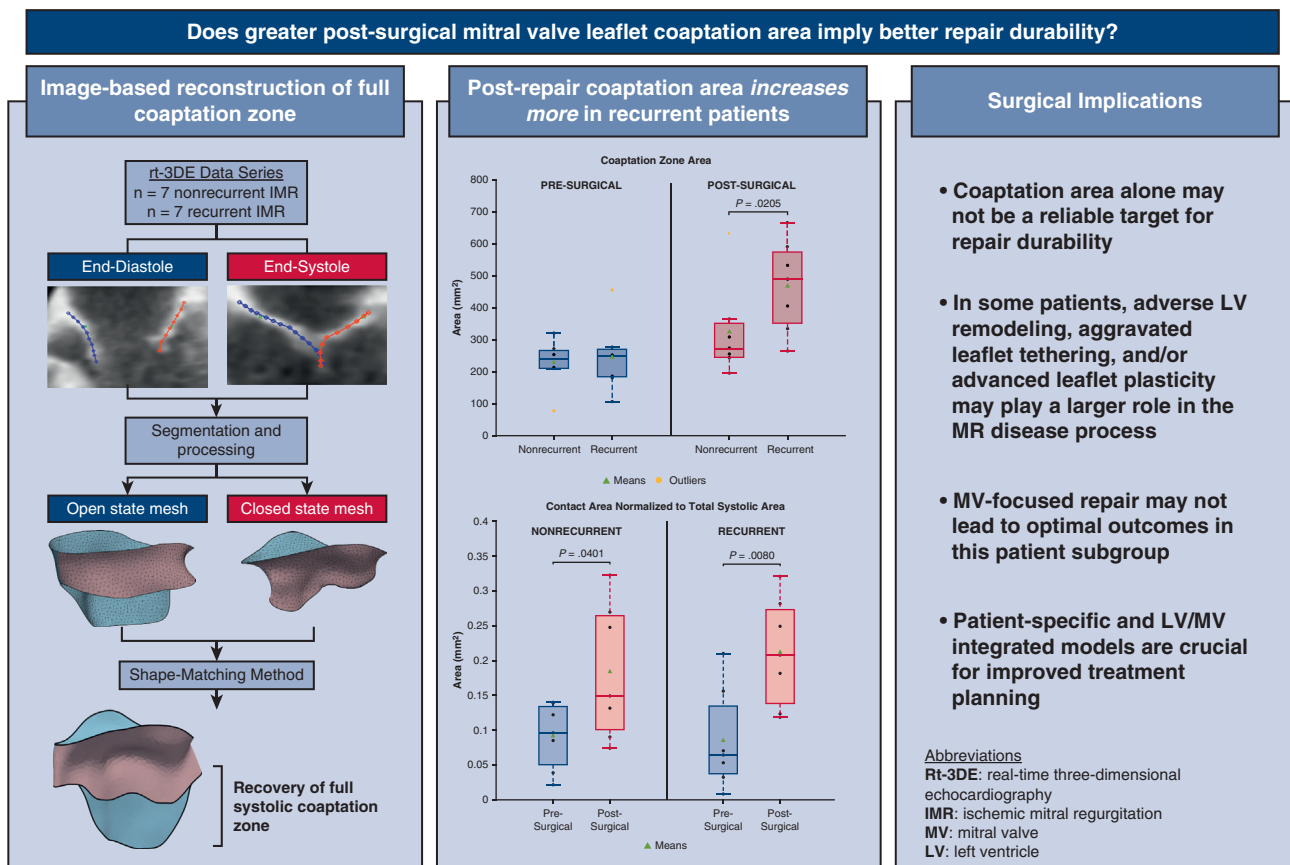 Does greater post-surgical mitral valve leaflet coaptation area imply better repair durability?
Image-based reconstruction of full
coaptation zone
rt-3DE Data Series
n = 7 nonrecurrent IMR
n = 7 recurrent IMR
End-Diastole
End-Systole
Segmentation and
processing
Open state mesh
Closed state mesh
Shape-Matching Method
Recovery of full
systolic coaptation
zone
Post-repair coaptation area increases
more in recurrent patients
Coaptation Zone Area
PRE-SURGICAL
POST-SURGICAL
P = .0205
Area (mm²)
800
700
600
500
400
300
200
100
0
Nonrecurrent
Recurrent
Nonrecurrent
Recurrent
Means
Outliers
Contact Area Normalized to Total Systolic Area
NONRECURRENT
RECURRENT
P = .0401
P = .0080
Area (mm²)
0.4
0.35
0.3
0.25
0.2
0.15
0.1
0.05
0
Pre-
Surgical
Post-
Surgical
Pre-
Surgical
Post-
Surgical
Means
Surgical Implications
• Coaptation area alone may
not be a reliable target for
repair durability
• In some patients, adverse LV
remodeling, aggravated
leaflet tethering, and/or
advanced leaflet plasticity
may play a larger role in the
MR disease process
• MV-focused repair may not
lead to optimal outcomes in
this patient subgroup
• Patient-specific and LV/MV
integrated models are crucial
for improved treatment
planning
Abbreviations
Rt-3DE: real-time three-dimensional
echocardiography
IMR: ischemic mitral regurgitation
MV: mitral valve
LV: left ventricle